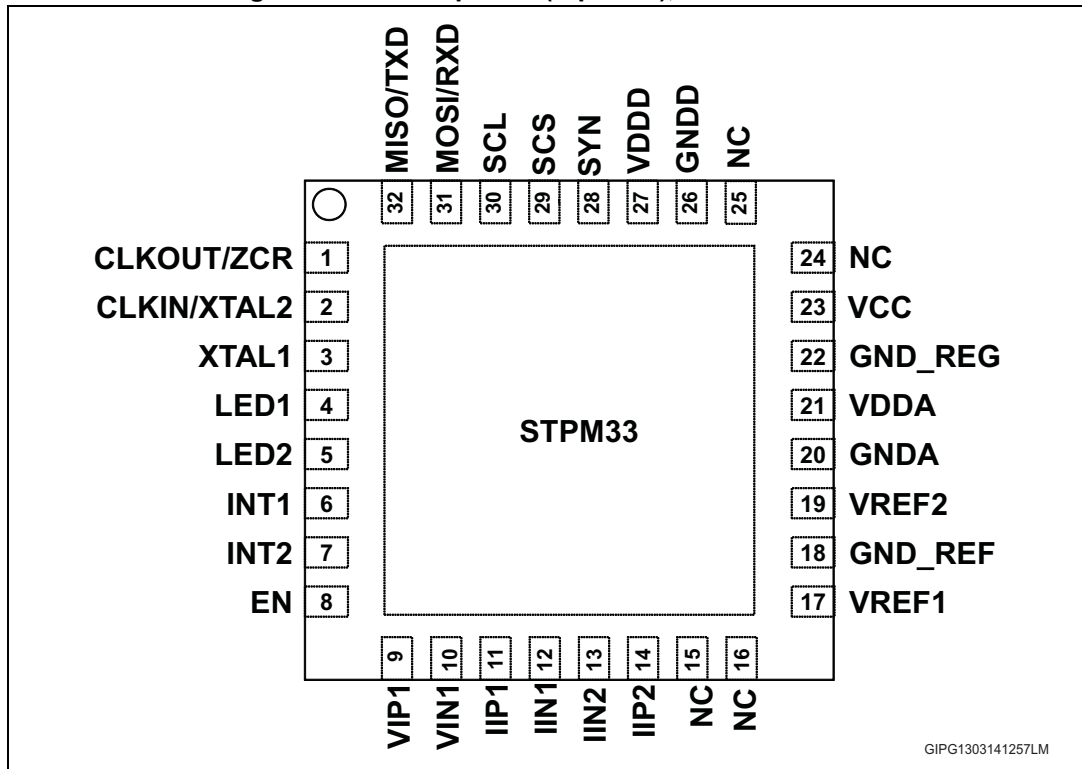 MISO/TXD
MOSI/RXD
SCL
SCS
SYN
VDDD
GNDD
NC
32
31
30
29
28
27
26
25
CLKOUT/ZCR 1
CLKIN/XTAL2 2
XTAL1 3
LED1 4
LED2 5
INT1 6
INT2 7
EN 8
STPM33
24 NC
23 VCC
22 GND_REG
21 VDDA
20 GNDA
19 VREF2
18 GND_REF
17 VREF1
9
10
11
12
13
14
15
16
VIP1
VIN1
IIP1
IIN1
IIN2
IIP2
NC
NC
GIPG1303141257LM